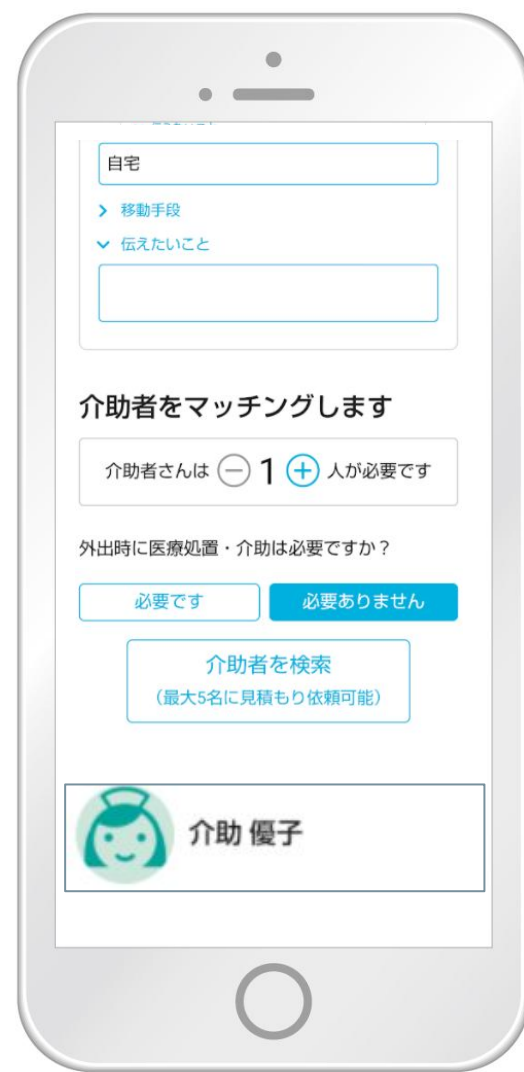 自宅
移動手段
伝えたいこと
介助者をマッチングします
介助者さんは 1 人が必要です
外出時に医療処置・介助は必要ですか？
必要です 必要ありません
介助者を検索
（最大5名に見積もり依頼可能）
介助 優子